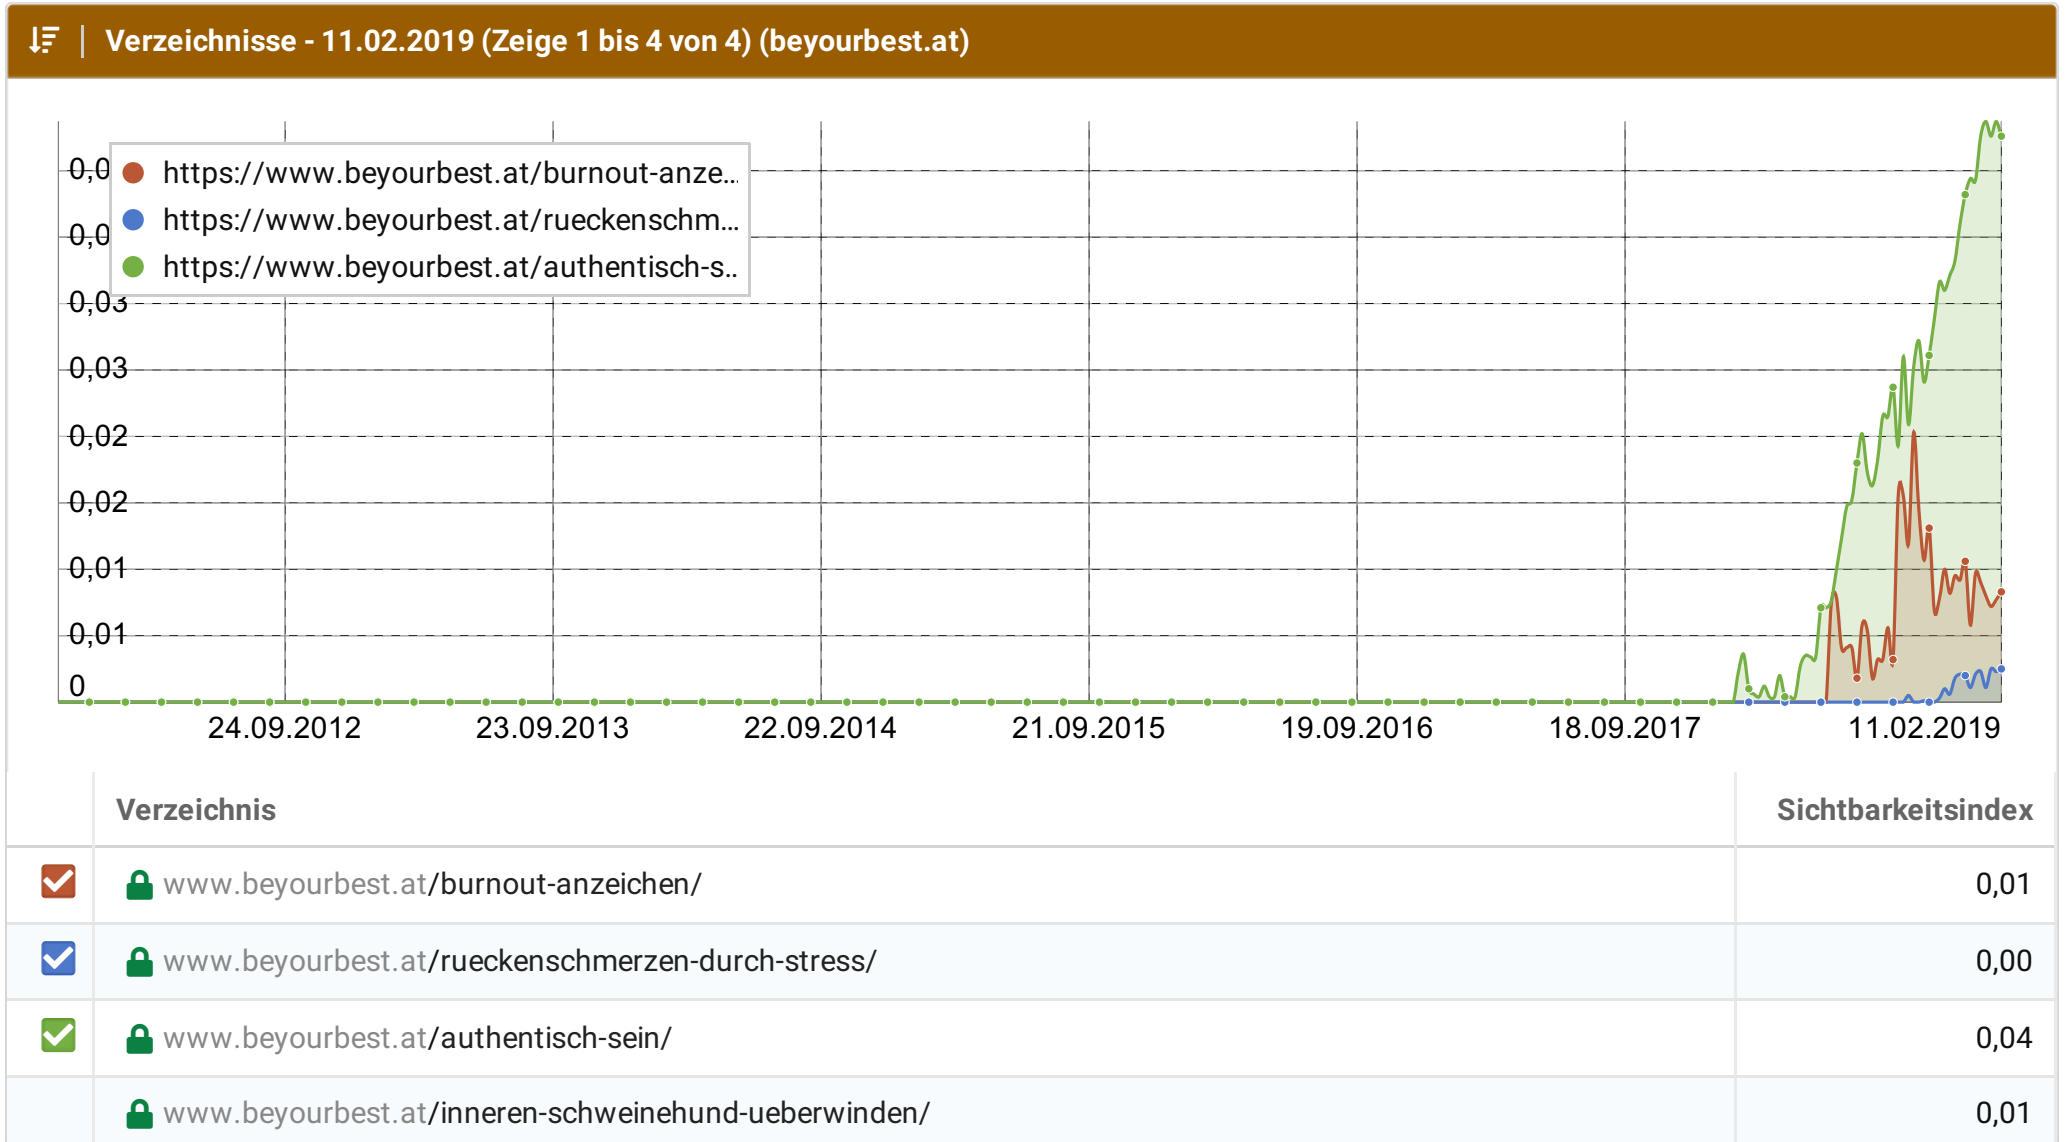 Verzeichnisse - 11.02.2019 (Zeige 1 bis 4 von 4) (beyourbest.at)
https://www.beyourbest.at/burnout-anze...
https://www.beyourbest.at/rueckenschm...
https://www.beyourbest.at/authentisch-s..
0,0
0,0
0,03
0,03
0,02
0,02
0,01
0,01
0
24.09.2012 23.09.2013 22.09.2014 21.09.2015 19.09.2016 18.09.2017 11.02.2019
Verzeichnis Sichtbarkeitsindex
www.beyourbest.at/burnout-anzeichen/ 0,01
www.beyourbest.at/rueckenschmerzen-durch-stress/ 0,00
www.beyourbest.at/authentisch-sein/ 0,04
www.beyourbest.at/inneren-schweinehund-ueberwinden/ 0,01